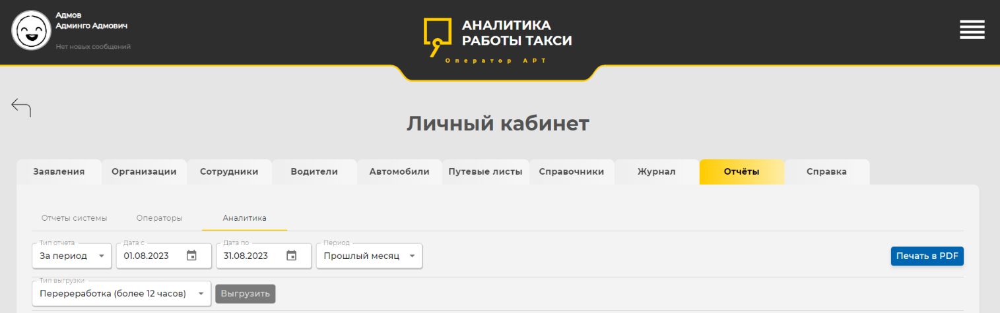 Адмов
Админго Адмович
Нет новых сообщений
АНАЛИТИКА
РАБОТЫ ТАКСИ
Оператор АРТ
Личный кабинет
Заявления Организации Сотрудники Водители Автомобили Путевые листы Справочники Журнал Отчёты Справка
Отчеты системы Операторы Аналитика
Тип отчета Дата с Дата по Период
За период 01.08.2023 31.08.2023 Прошлый месяц Печать в PDF
Тип выгрузки
Перереработка (более 12 часов) Выгрузить